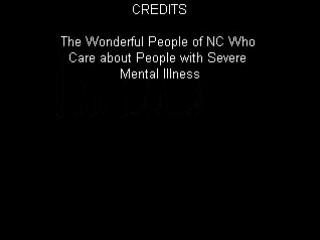 CREDITS
The Wonderful People of NC Who
Care about People with Severe
Mental Illness